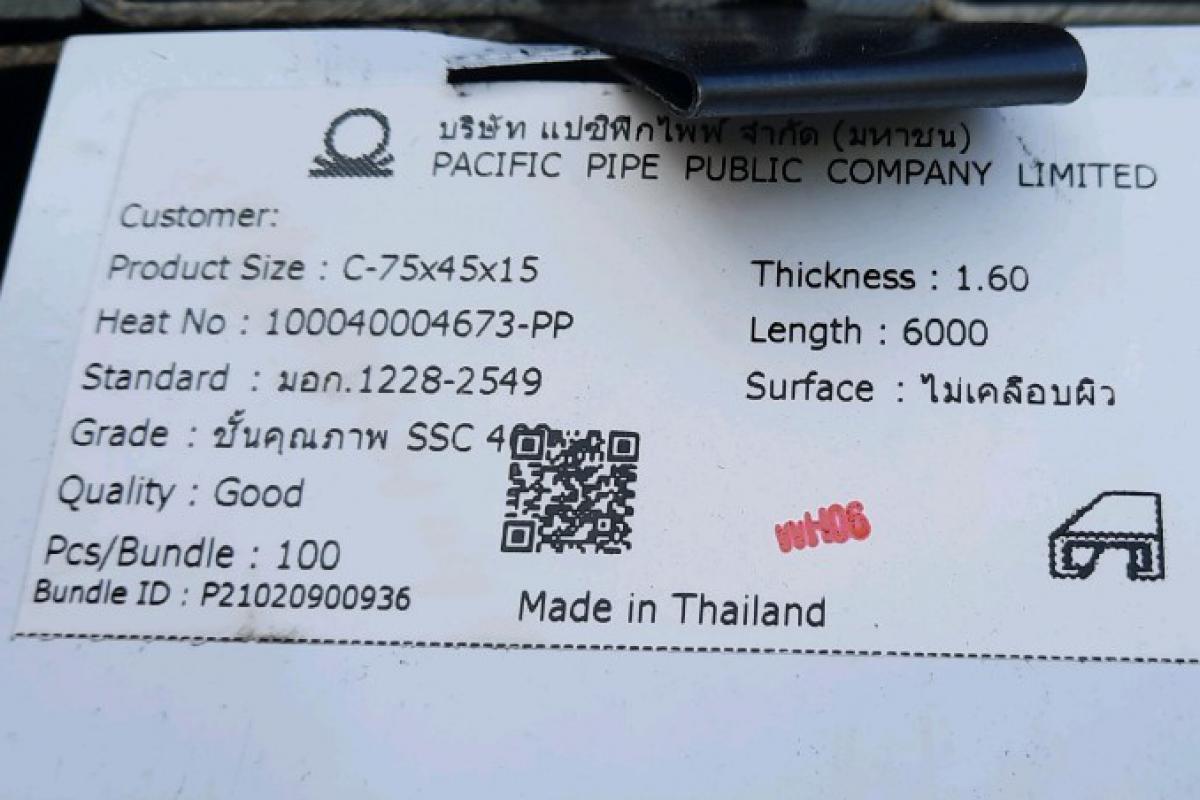 บริษัท แปซิฟิกไพพ์ จำกัด (มหาชน)
PACIFIC PIPE PUBLIC COMPANY LIMITED
Customer:
Product Size : C-75x45x15
Thickness : 1.60
Heat No : 100040004673-PP
Length : 6000
Standard : มอก.1228-2549
Surface : ไม่เคลือบผิว
Grade : ชั้นคุณภาพ SSC
Quality : Good
WH06
Pcs/Bundle : 100
Bundle ID : P21020900936
Made in Thailand